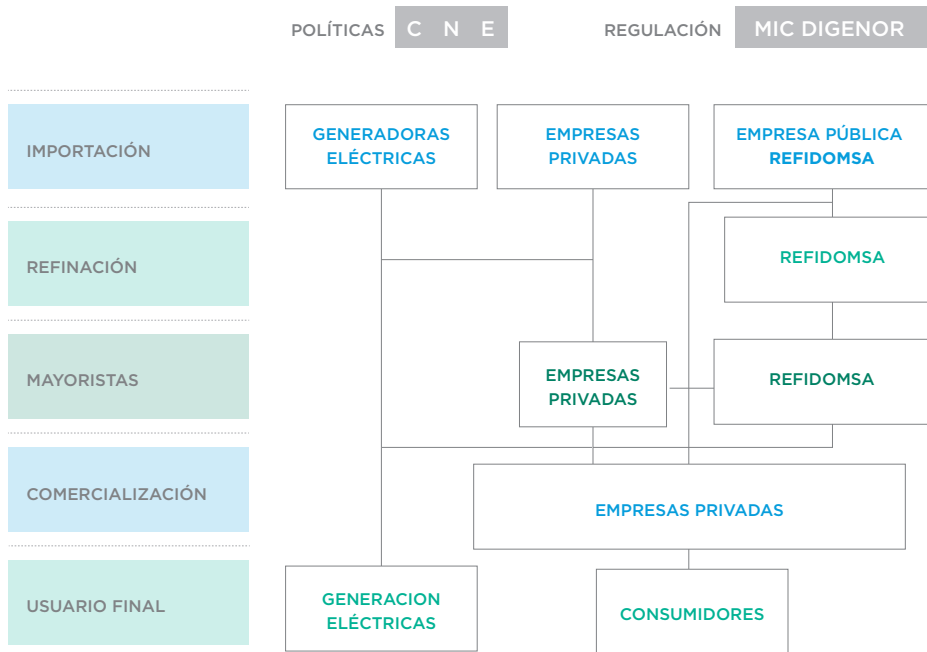 POLÍTICAS C N E REGULACIÓN MIC DIGENOR
IMPORTACIÓN
GENERADORAS
ELÉCTRICAS
EMPRESAS
PRIVADAS
EMPRESA PÚBLICA
REFIDOMSA
REFINACIÓN
REFIDOMSA
MAYORISTAS
EMPRESAS
PRIVADAS
REFIDOMSA
COMERCIALIZACIÓN
EMPRESAS PRIVADAS
USUARIO FINAL
GENERACION
ELÉCTRICAS
CONSUMIDORES